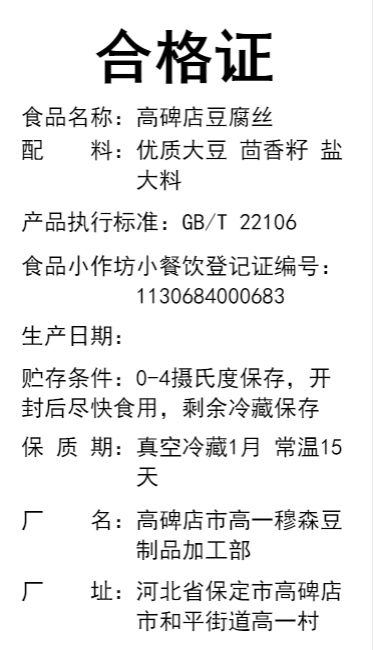 合格证
食品名称：高碑店豆腐丝
配　　料：优质大豆 茴香籽 盐
大料
产品执行标准：GB/T 22106
食品小作坊小餐饮登记证编号：
1130684000683
生产日期：
贮存条件：0-4摄氏度保存，开
封后尽快食用，剩余冷藏保存
保 质 期：真空冷藏1月 常温15
天
厂　　名：高碑店市高一穆森豆
制品加工部
厂　　址：河北省保定市高碑店
市和平街道高一村